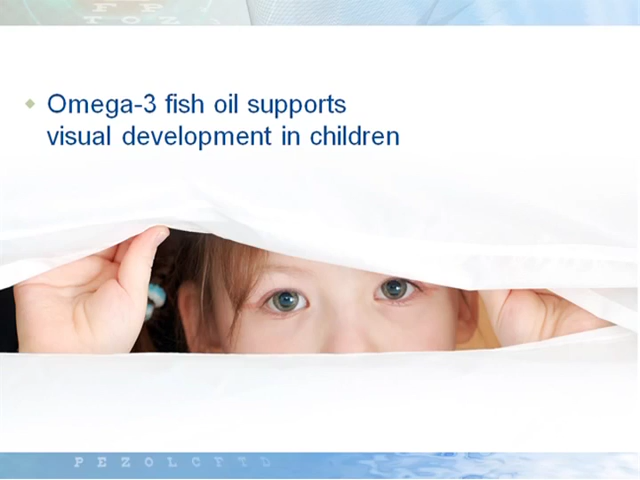 Omega-3 fish oil supports
visual development in children
P E Z O L C F T D